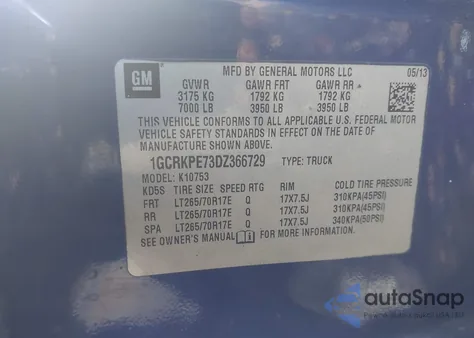 GM
MFD BY GENERAL MOTORS LLC 05/13
GVWR GAWR FRT GAWR RR
3175 KG 1792 KG 1792 KG
7000 LB 3950 LB 3950 LB
THIS VEHICLE CONFORMS TO ALL APPLICABLE U.S. FEDERAL MOTOR
VEHICLE SAFETY STANDARDS IN EFFECT ON THE DATE OF
MANUFACTURE SHOWN ABOVE.
1GCRKPE73DZ366729 TYPE: TRUCK
MODEL: K10753
KD5S TIRE SIZE SPEED RTG RIM COLD TIRE PRESSURE
FRT LT265/70R17E Q 17X7.5J 310KPA(45PSI)
RR LT265/70R17E Q 17X7.5J 310KPA(45PSI)
SPA LT265/70R17E Q 17X7.5J 340KPA(50PSI)
SEE OWNER'S MANUAL FOR MORE INFORMATION.
autoSnap